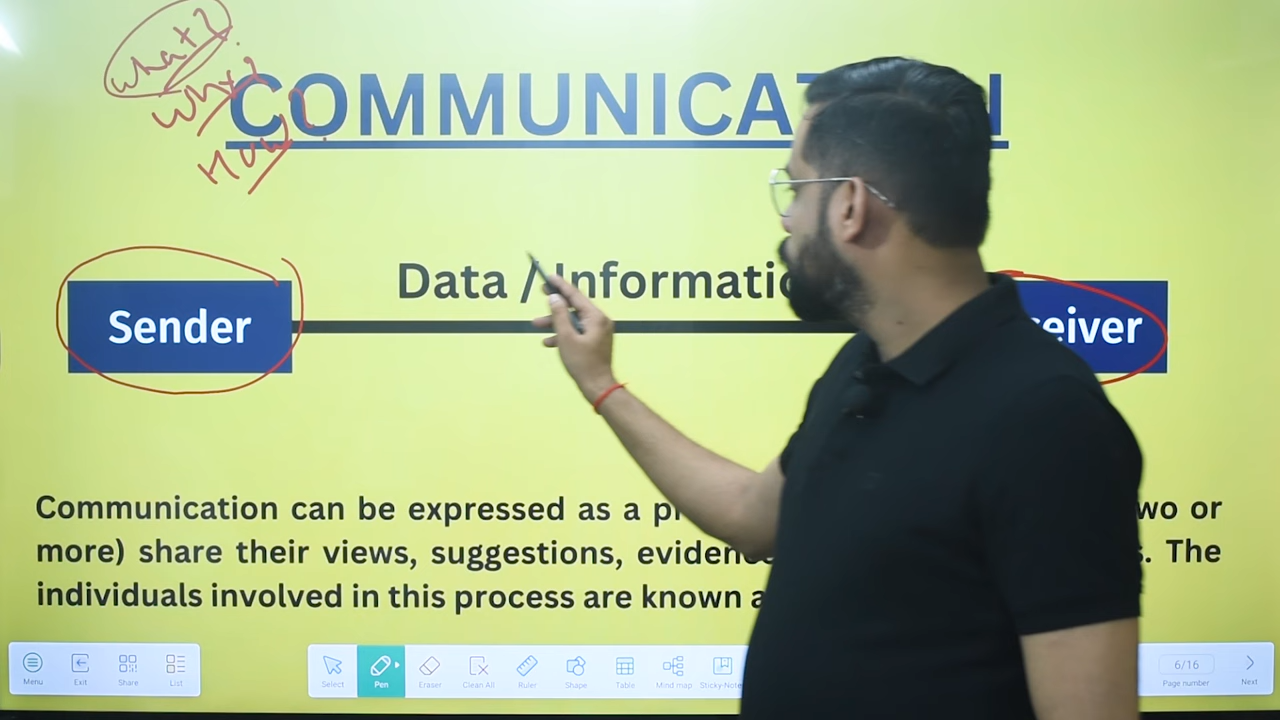 what?
why?
How?
COMMUNICAT
Data / Informatio
Sender
ceiver
Communication can be expressed as a pr two or
more) share their views, suggestions, evidenc s. The
individuals involved in this process are known a
Menu Exit Share List Select Pen Eraser Clean All Ruler Shape Table Mind map Sticky-Note 6/16 Page number Next